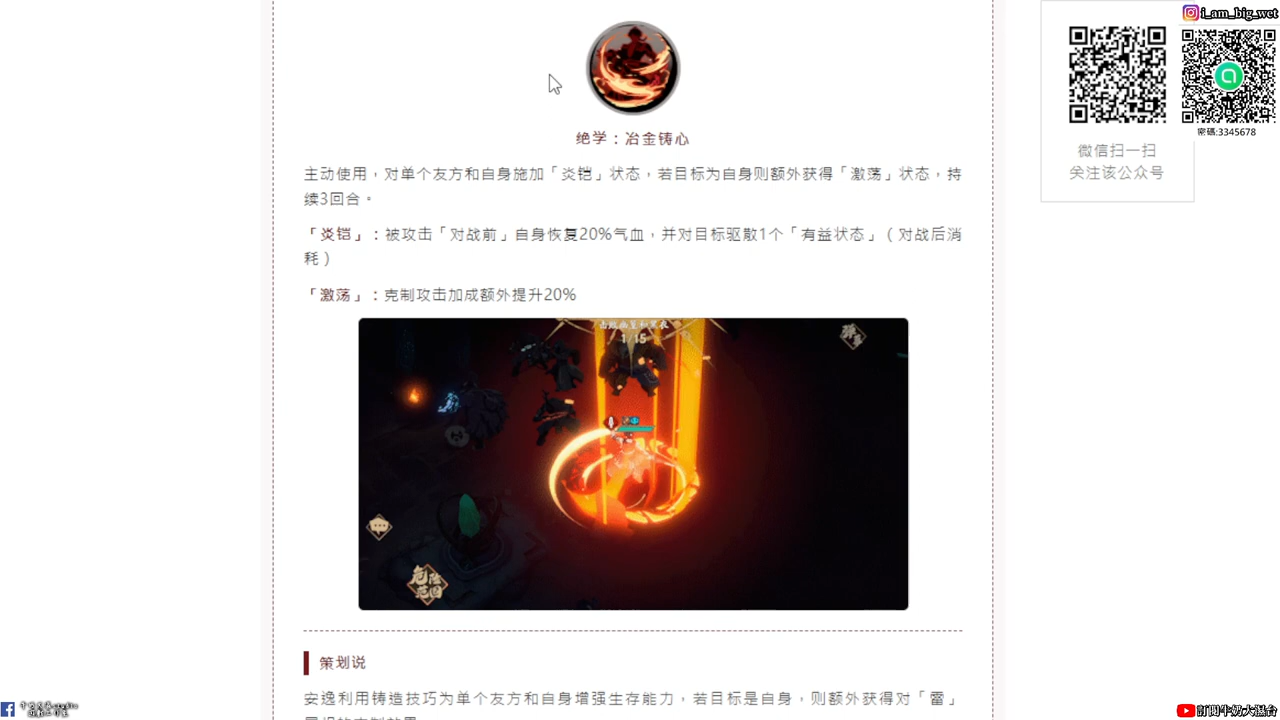 i_am_big_wet
密碼:3345678
微信扫一扫
关注该公众号
绝学：冶金铸心
主动使用，对单个友方和自身施加「炎铠」状态，若目标为自身则额外获得「激荡」状态，持
续3回合。
「炎铠」：被攻击「对战前」自身恢复20%气血，并对目标驱散1个「有益状态」（对战后消
耗）
「激荡」：克制攻击加成额外提升20%
1/15
危险
范围
策划说
安逸利用铸造技巧为单个友方和自身增强生存能力，若目标是自身，则额外获得对「雷」